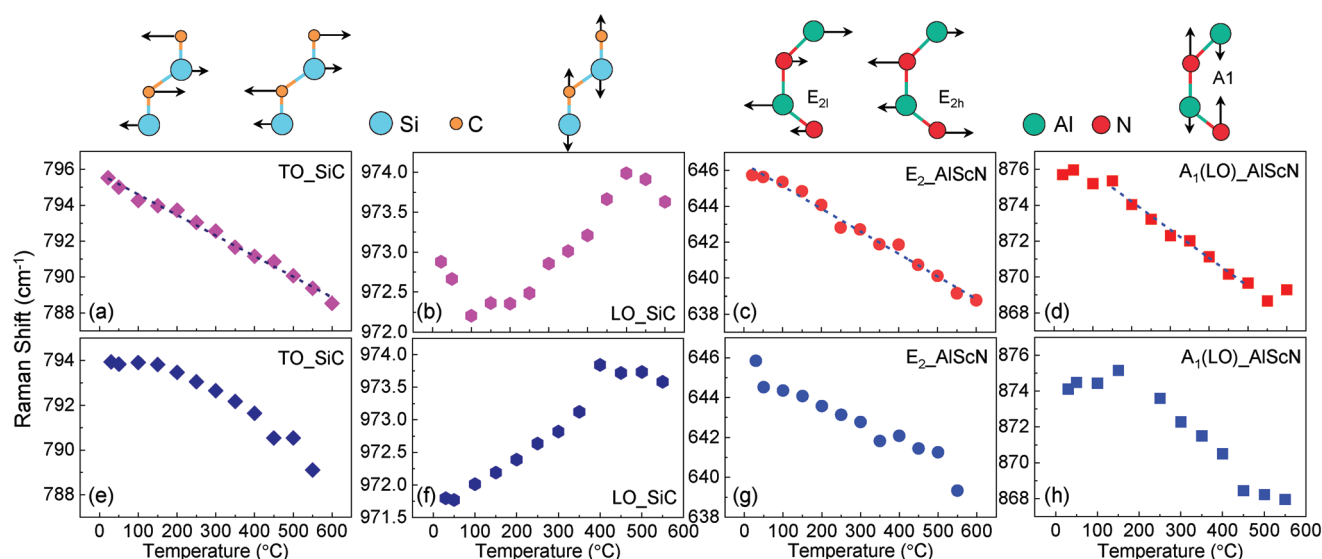 E2l
E2h
A1
Si
C
Al
N
Raman Shift (cm⁻¹)
796
794
792
790
788
TO_SiC
(a)
974.0
973.5
973.0
972.5
972.0
(b)
LO_SiC
646
644
642
640
638
E2_AlScN
(c)
876
874
872
870
868
A1(LO)_AlScN
(d)
794
792
790
788
TO_SiC
(e)
0 100 200 300 400 500 600
Temperature (°C)
974.0
973.5
973.0
972.5
972.0
971.5
(f)
LO_SiC
0 100 200 300 400 500 600
Temperature (°C)
646
644
641
640
638
E2_AlScN
(g)
0 100 200 300 400 500 600
Temperature (°C)
876
874
872
870
868
A1(LO)_AlScN
(h)
0 100 200 300 400 500 600
Temperature (°C)